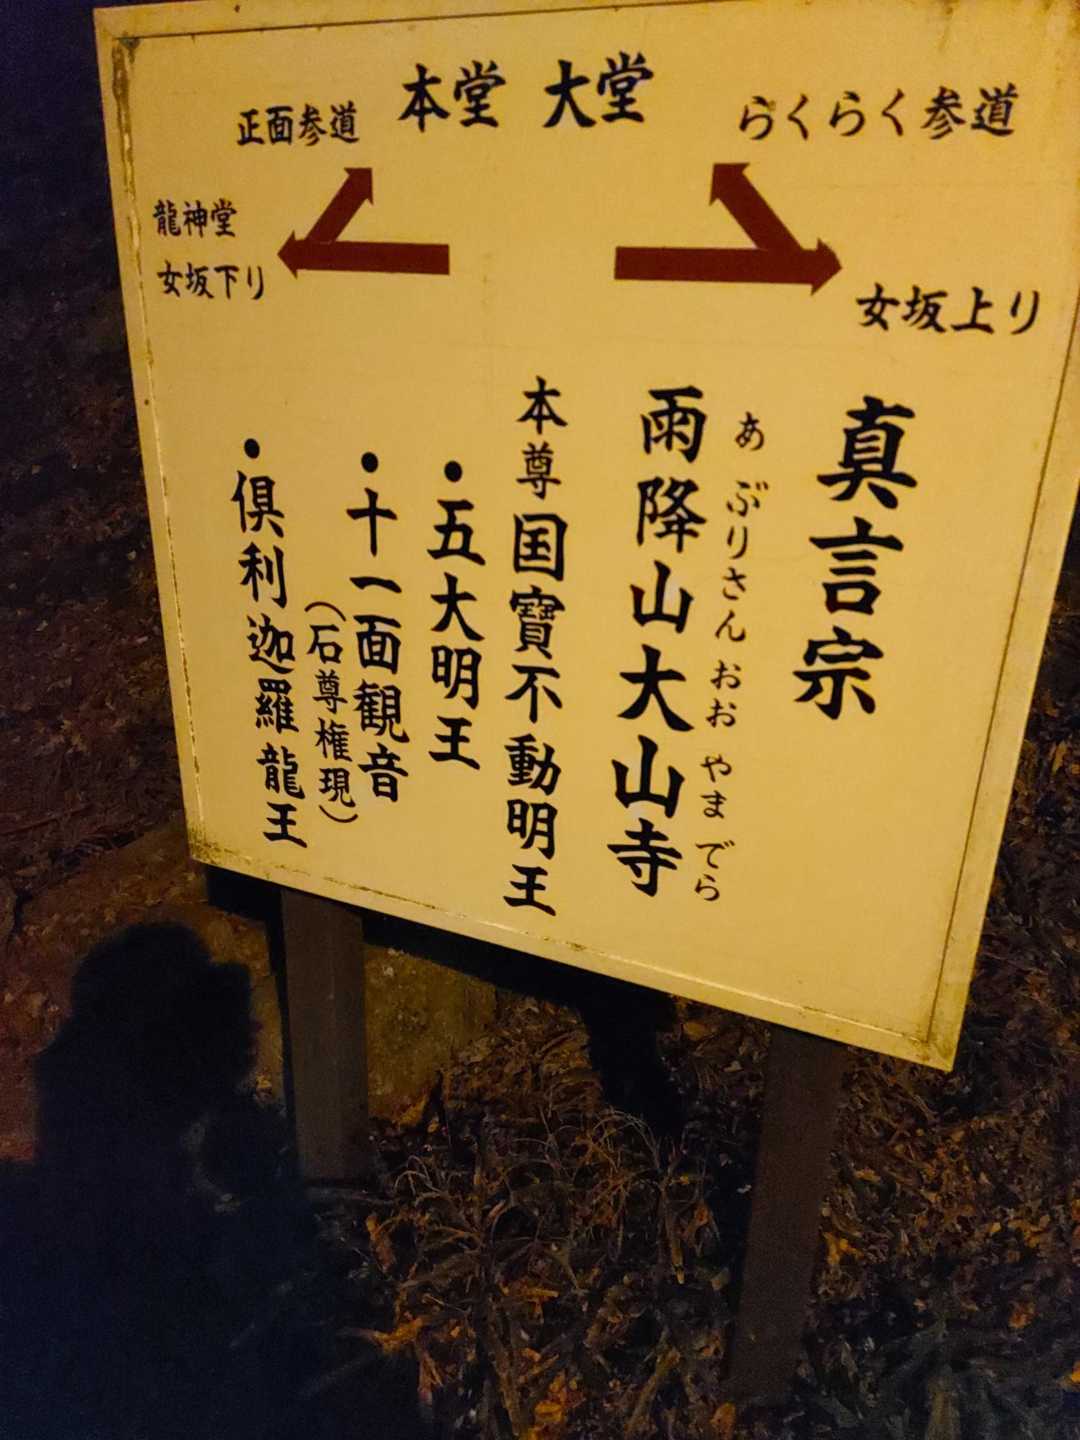 本堂 大堂
正面参道
らくらく参道
龍神堂
女坂下り
女坂上り
真言宗
あぶりさんおおやまでら
雨降山大山寺
本尊国寶不動明王
•五大明王
•十一面観音
(石尊権現)
•倶利迦羅龍王